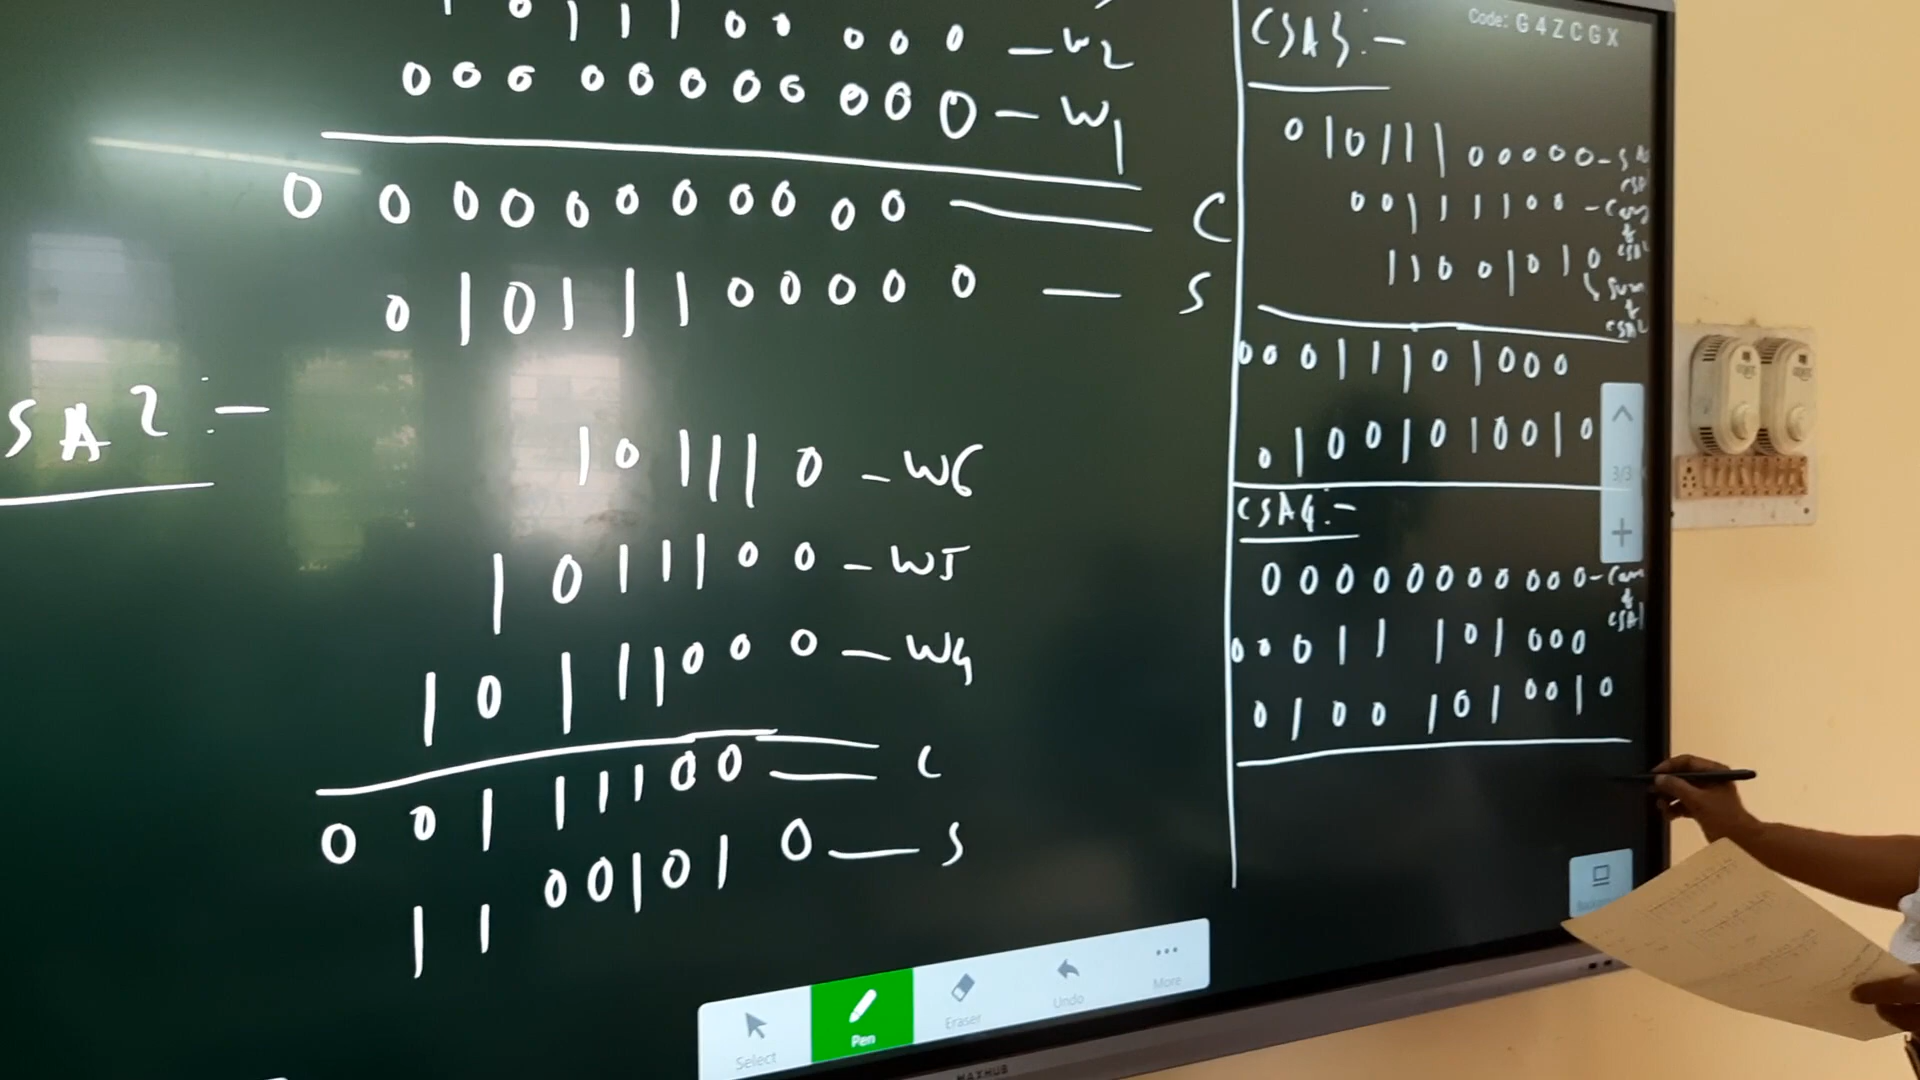 1 0 1 1 1 0 0 0 0 0 — W2
0 0 0 0 0 0 0 0 0 0 0 — W1
0 0 0 0 0 0 0 0 0 0 0 — C
0 1 0 1 1 1 0 0 0 0 0 — S
SA2 :-
1 0 1 1 1 0 — W6
1 0 1 1 1 0 0 — W5
1 0 1 1 1 0 0 0 — W4
0 0 1 1 1 1 0 0 = C
1 1 0 0 1 0 1 0 — S
Select
Pen
Eraser
Undo
More
MAXHUB
Code: G4ZCGX
CSA3 :-
0 1 0 1 1 1 0 0 0 0 0 -
CSA1
0 0 1 1 1 1 0 0 -
CSA2
1 1 0 0 1 0 1 0
Sum
of
CSA2
0 0 0 1 1 1 0 1 0 0 0
0 1 0 0 1 0 1 0 0 1 0
3/3
CSA4 :-
0 0 0 0 0 0 0 0 0 0 0 -
CSA1
0 0 0 1 1 1 0 1 0 0 0
0 1 0 0 1 0 1 0 0 1 0